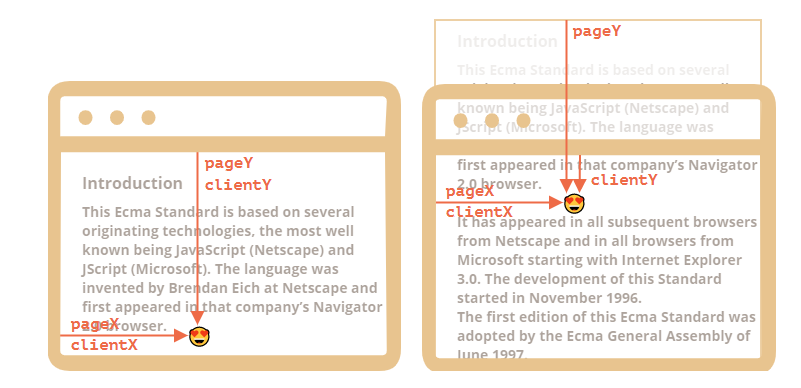 pageY
clientY
Introduction
This Ecma Standard is based on several
originating technologies, the most well
known being JavaScript (Netscape) and
JScript (Microsoft). The language was
invented by Brendan Eich at Netscape and
first appeared in that company's Navigator
2.0 browser.
pageX
clientX
pageY
Introduction
This Ecma Standard is based on several
known being JavaScript (Netscape) and
JScript (Microsoft). The language was
first appeared in that company's Navigator
2.0 browser.
clientY
pageX
clientX
It has appeared in all subsequent browsers
from Netscape and in all browsers from
Microsoft starting with Internet Explorer
3.0. The development of this Standard
started in November 1996.
The first edition of this Ecma Standard was
adopted by the Ecma General Assembly of
June 1997.